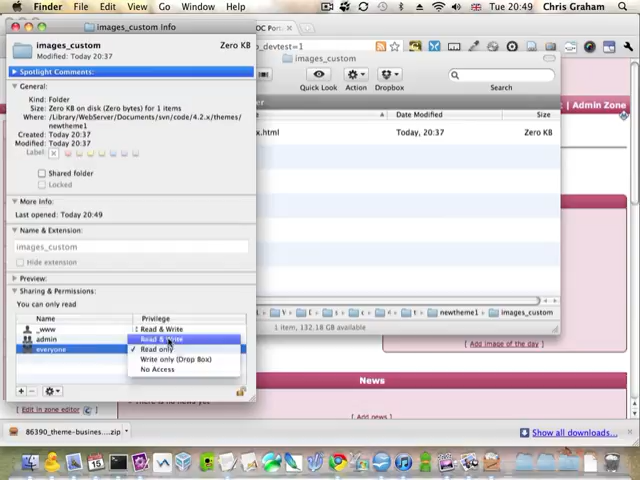 Finder File Edit View Go Window Help
Tue 20:49 Chris Graham
images_custom Info
images_custom Zero KB
Modified: Today 20:37
Spotlight Comments:
General:
Kind: Folder
Size: Zero KB on disk (Zero bytes) for 1 items
Where: /Library/WebServer/Documents/svn/code/4.2.x/themes/
newtheme1
Created: Today 20:37
Modified: Today 20:37
Label:
Shared folder
Locked
More Info:
Last opened: Today 20:49
Name & Extension:
images_custom
Hide extension
Preview:
Sharing & Permissions:
You can only read
Name Privilege
_www Read & Write
admin Read & Write
everyone Read only
Write only (Drop Box)
No Access
OC Port
_devtest=1
images_custom
Quick Look Action Dropbox Search
Date Modified Size
x.html Today, 20:37 Zero KB
newtheme1 images_custom
1 item, 132.18 GB available
Admin Zone
[ Add image of the day ]
News
[ Add news ]
[ Edit in zone editor ]
86390_theme-busines....zip
Show all downloads...